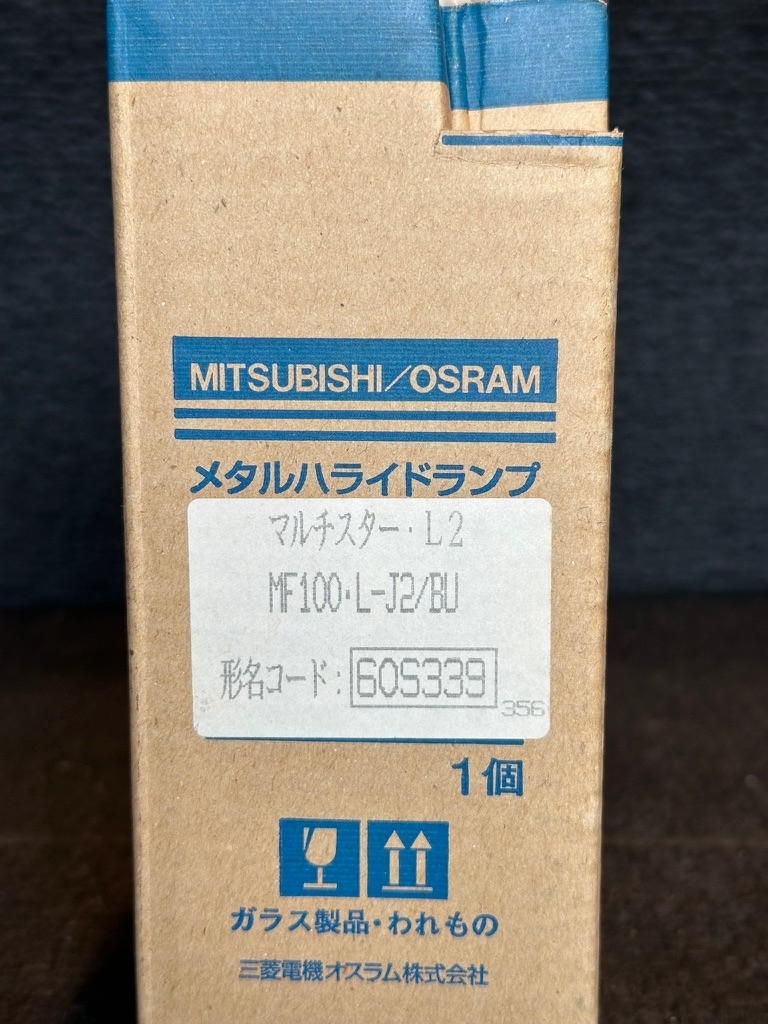 MITSUBISHI/OSRAM
メタルハライドランプ
マルチスター・L2
MF100・L-J2/BU
形名コード：60S339
356
1個
ガラス製品・われもの
三菱電機オスラム株式会社